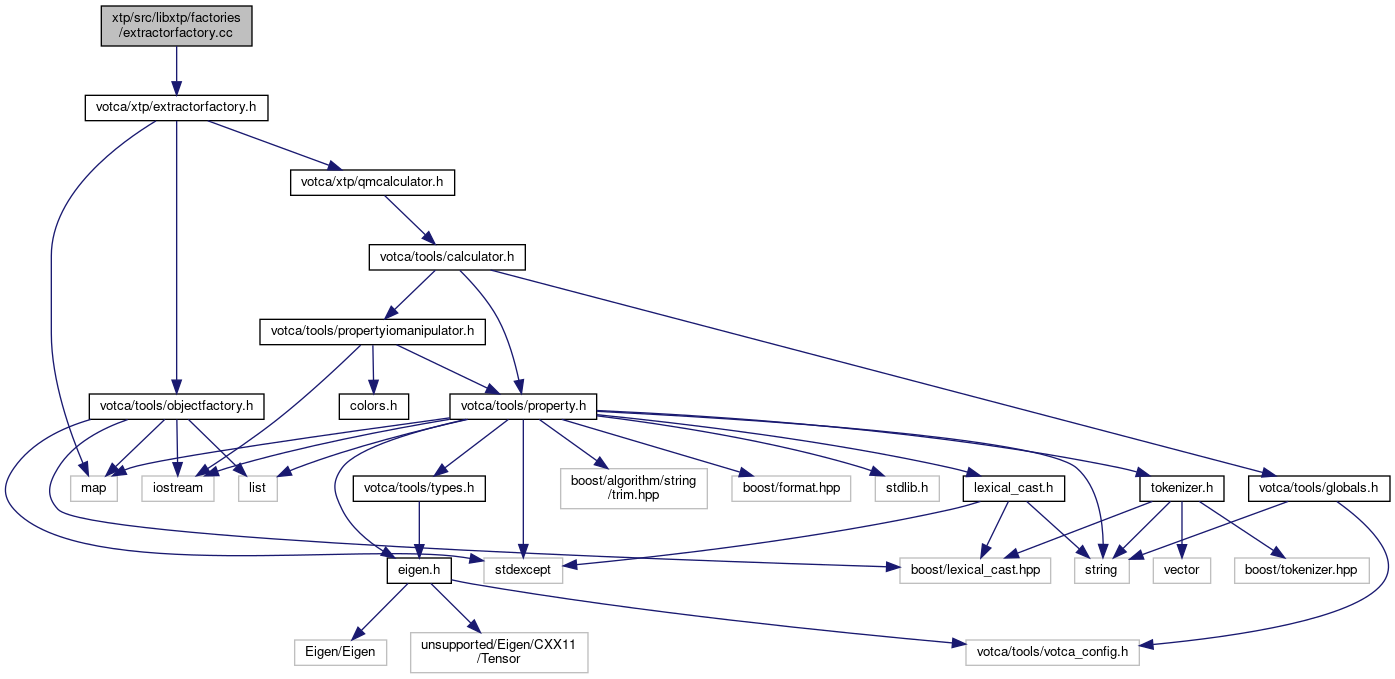 xtp/src/libxtp/factories
/extractorfactory.cc
votca/xtp/extractorfactory.h
votca/xtp/qmcalculator.h
votca/tools/calculator.h
votca/tools/propertyiomanipulator.h
votca/tools/objectfactory.h
colors.h
votca/tools/property.h
map
iostream
list
votca/tools/types.h
boost/algorithm/string
/trim.hpp
boost/format.hpp
stdlib.h
lexical_cast.h
tokenizer.h
votca/tools/globals.h
eigen.h
stdexcept
boost/lexical_cast.hpp
string
vector
boost/tokenizer.hpp
Eigen/Eigen
unsupported/Eigen/CXX11
/Tensor
votca/tools/votca_config.h